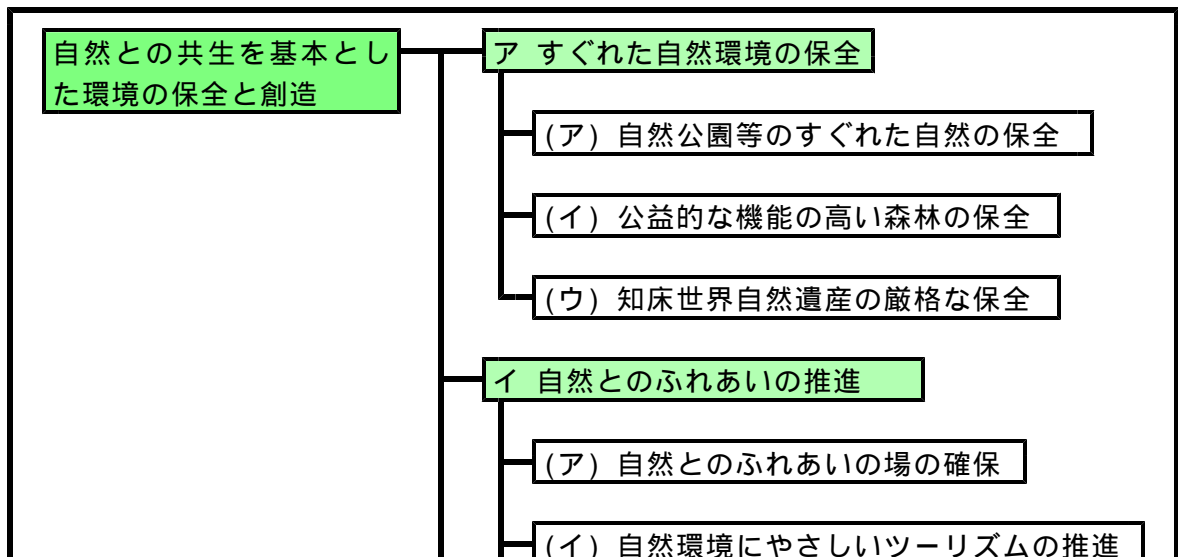 自然との共生を基本とし
た環境の保全と創造
ア すぐれた自然環境の保全
(ア) 自然公園等のすぐれた自然の保全
(イ) 公益的な機能の高い森林の保全
(ウ) 知床世界自然遺産の厳格な保全
イ 自然とのふれあいの推進
(ア) 自然とのふれあいの場の確保
(イ) 自然環境にやさしいツーリズムの推進